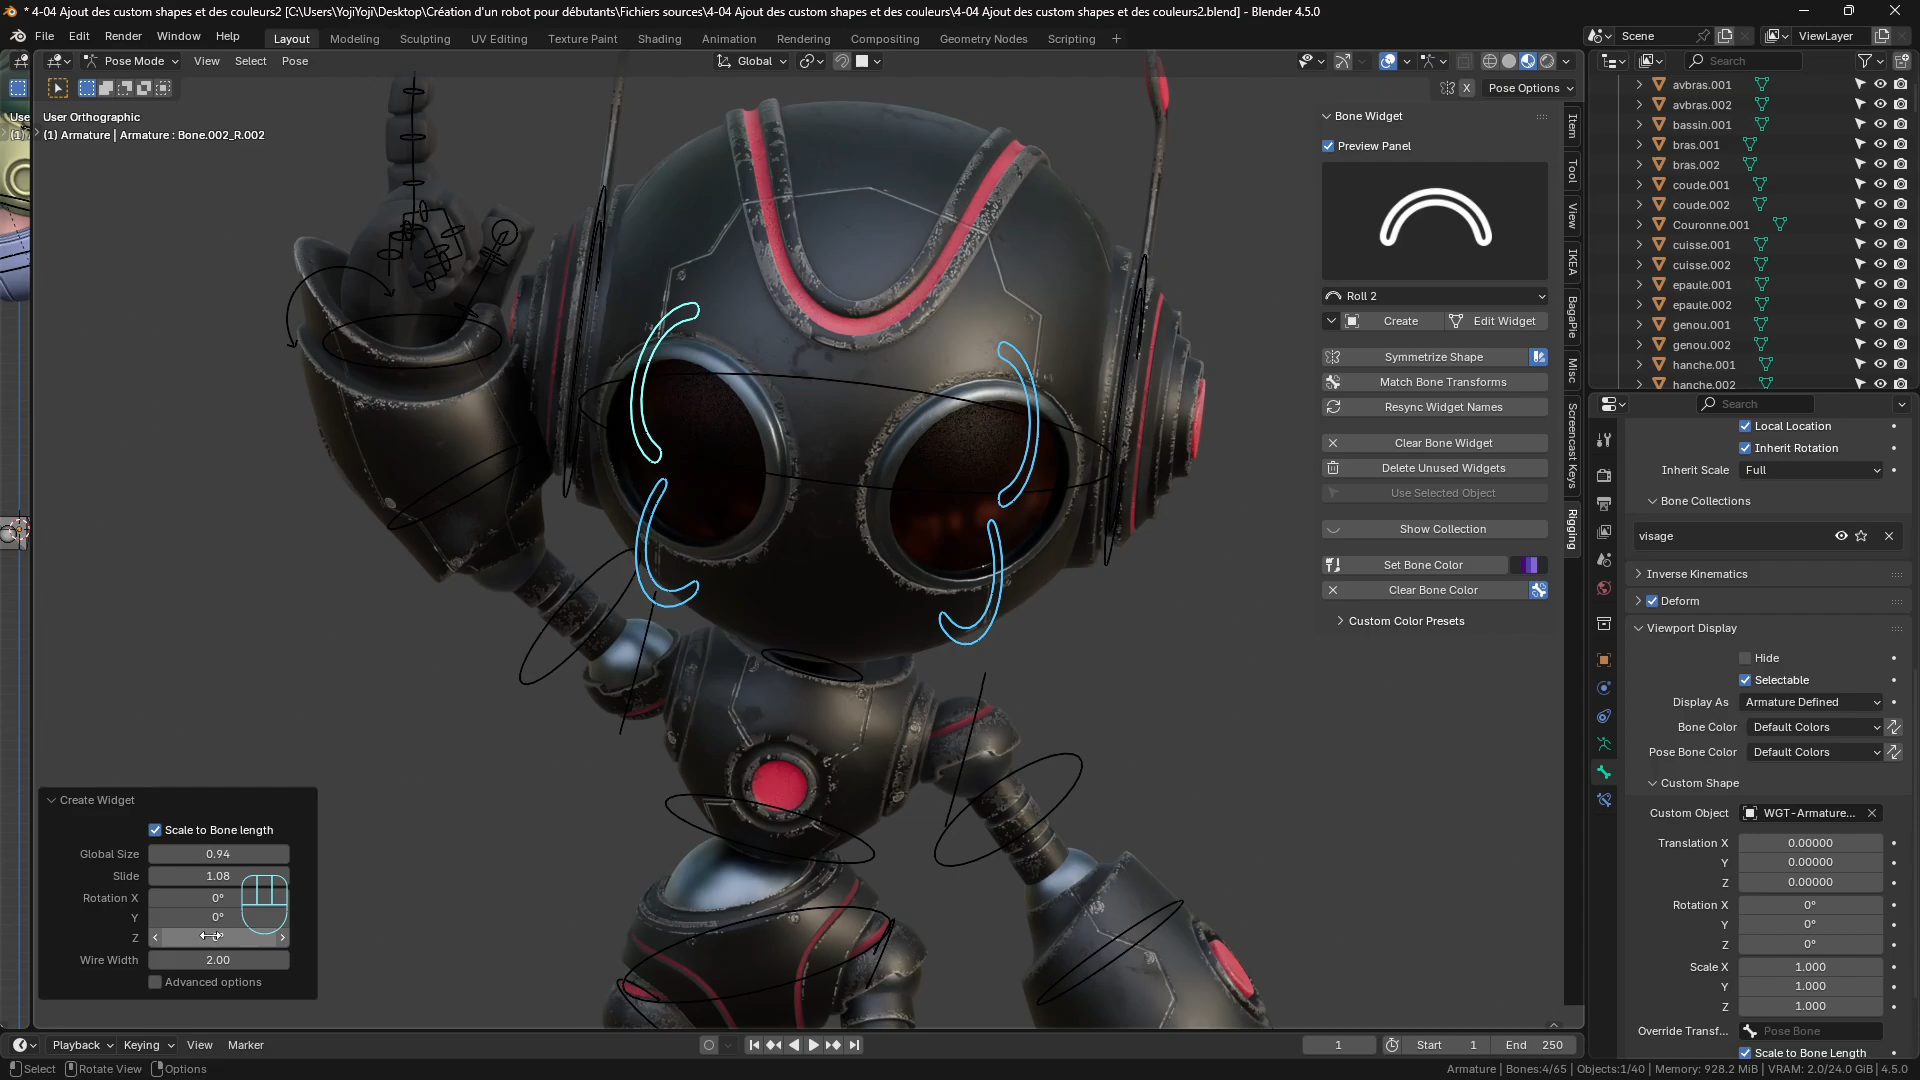 * 4-04 Ajout des custom shapes et des couleurs2 [C:\Users\YojiYoji\Desktop\Création d'un robot pour débutants\Fichiers sources\4-04 Ajout des custom shapes et des couleurs\4-04 Ajout des custom shapes et des couleurs2.blend] - Blender 4.5.0
File Edit Render Window Help Layout Modeling Sculpting UV Editing Texture Paint Shading Animation Rendering Compositing Geometry Nodes Scripting + Scene ViewLayer
Pose Mode View Select Pose Global Search
X Pose Options
Use
(1)
User Orthographic
(1) Armature | Armature : Bone.002_R.002
Bone Widget
Preview Panel
Roll 2
Create Edit Widget
Symmetrize Shape
Match Bone Transforms
Resync Widget Names
Clear Bone Widget
Delete Unused Widgets
Use Selected Object
Show Collection
Set Bone Color
Clear Bone Color
Custom Color Presets
Item
Tool
View
IKEA
BagaPie
Misc
Screencast Keys
Rigging
avbras.001
avbras.002
bassin.001
bras.001
bras.002
coude.001
coude.002
Couronne.001
cuisse.001
cuisse.002
epaule.001
epaule.002
genou.001
genou.002
hanche.001
hanche.002
Search
Local Location
Inherit Rotation
Inherit Scale Full
Bone Collections
visage
Inverse Kinematics
Deform
Viewport Display
Hide
Selectable
Display As Armature Defined
Bone Color Default Colors
Pose Bone Color Default Colors
Custom Shape
Custom Object WGT-Armature...
Translation X 0.00000
Y 0.00000
Z 0.00000
Rotation X 0°
Y 0°
Z 0°
Scale X 1.000
Y 1.000
Z 1.000
Override Transf... Pose Bone
Scale to Bone Length
Create Widget
Scale to Bone length
Global Size 0.94
Slide 1.08
Rotation X 0°
Y 0°
Z
Wire Width 2.00
Advanced options
Playback Keying View Marker 1 Start 1 End 250
Select Rotate View Options Armature | Bones:4/65 | Objects:1/40 | Memory: 928.2 MiB | VRAM: 2.0/24.0 GiB | 4.5.0